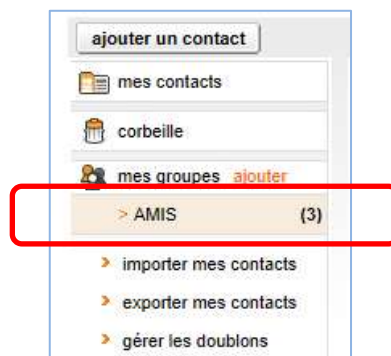 ajouter un contact
mes contacts
corbeille
mes groupes ajouter
> AMIS (3)
importer mes contacts
exporter mes contacts
gérer les doublons